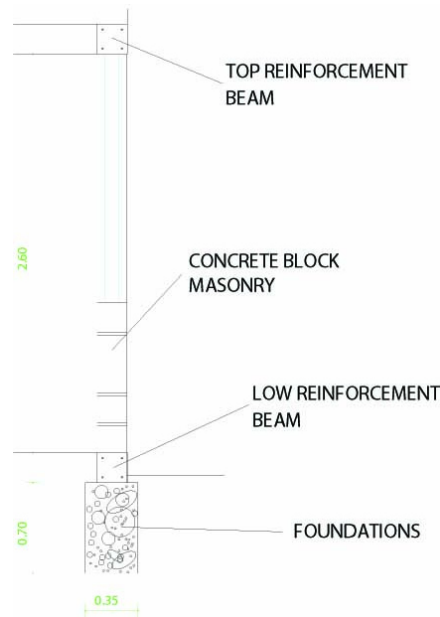 TOP REINFORCEMENT
BEAM
2.60
CONCRETE BLOCK
MASONRY
LOW REINFORCEMENT
BEAM
0.70
FOUNDATIONS
0.35